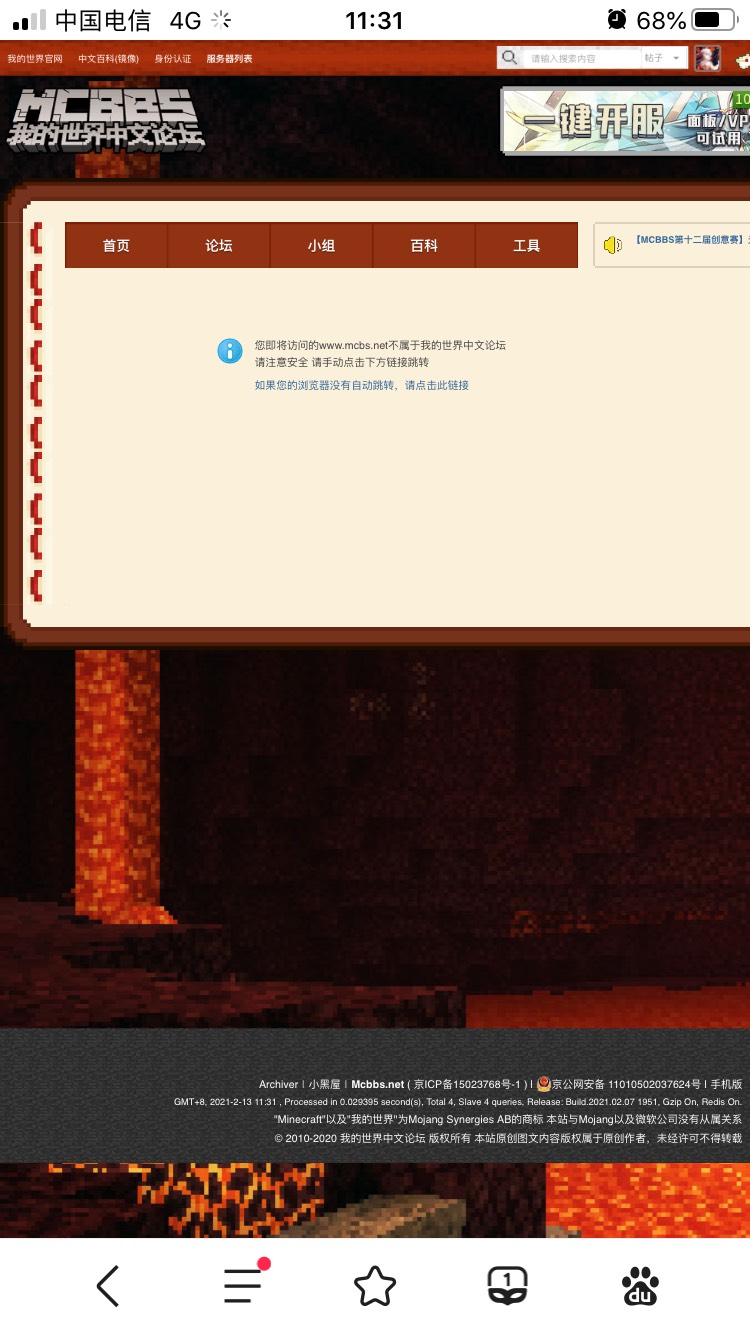 中国电信 4G 11:31 68%
我的世界官网 中文百科(镜像) 身份认证 服务器列表 请输入搜索内容 帖子
MCBBS
我的世界中文论坛
一键开服
10
面板/VP
可试用
首页 论坛 小组 百科 工具
【MCBBS第十二届创意赛】
您即将访问的www.mcbs.net不属于我的世界中文论坛
请注意安全 请手动点击下方链接跳转
如果您的浏览器没有自动跳转，请点击此链接
Archiver | 小黑屋 | Mcbbs.net ( 京ICP备15023768号-1 ) | 京公网安备 11010502037624号 | 手机版
GMT+8, 2021-2-13 11:31 , Processed in 0.029395 second(s), Total 4, Slave 4 queries, Release: Build.2021.02.07 1951, Gzip On, Redis On.
"Minecraft"以及"我的世界"为Mojang Synergies AB的商标 本站与Mojang以及微软公司没有从属关系
© 2010-2020 我的世界中文论坛 版权所有 本站原创图文内容版权属于原创作者，未经许可不得转载
1
du